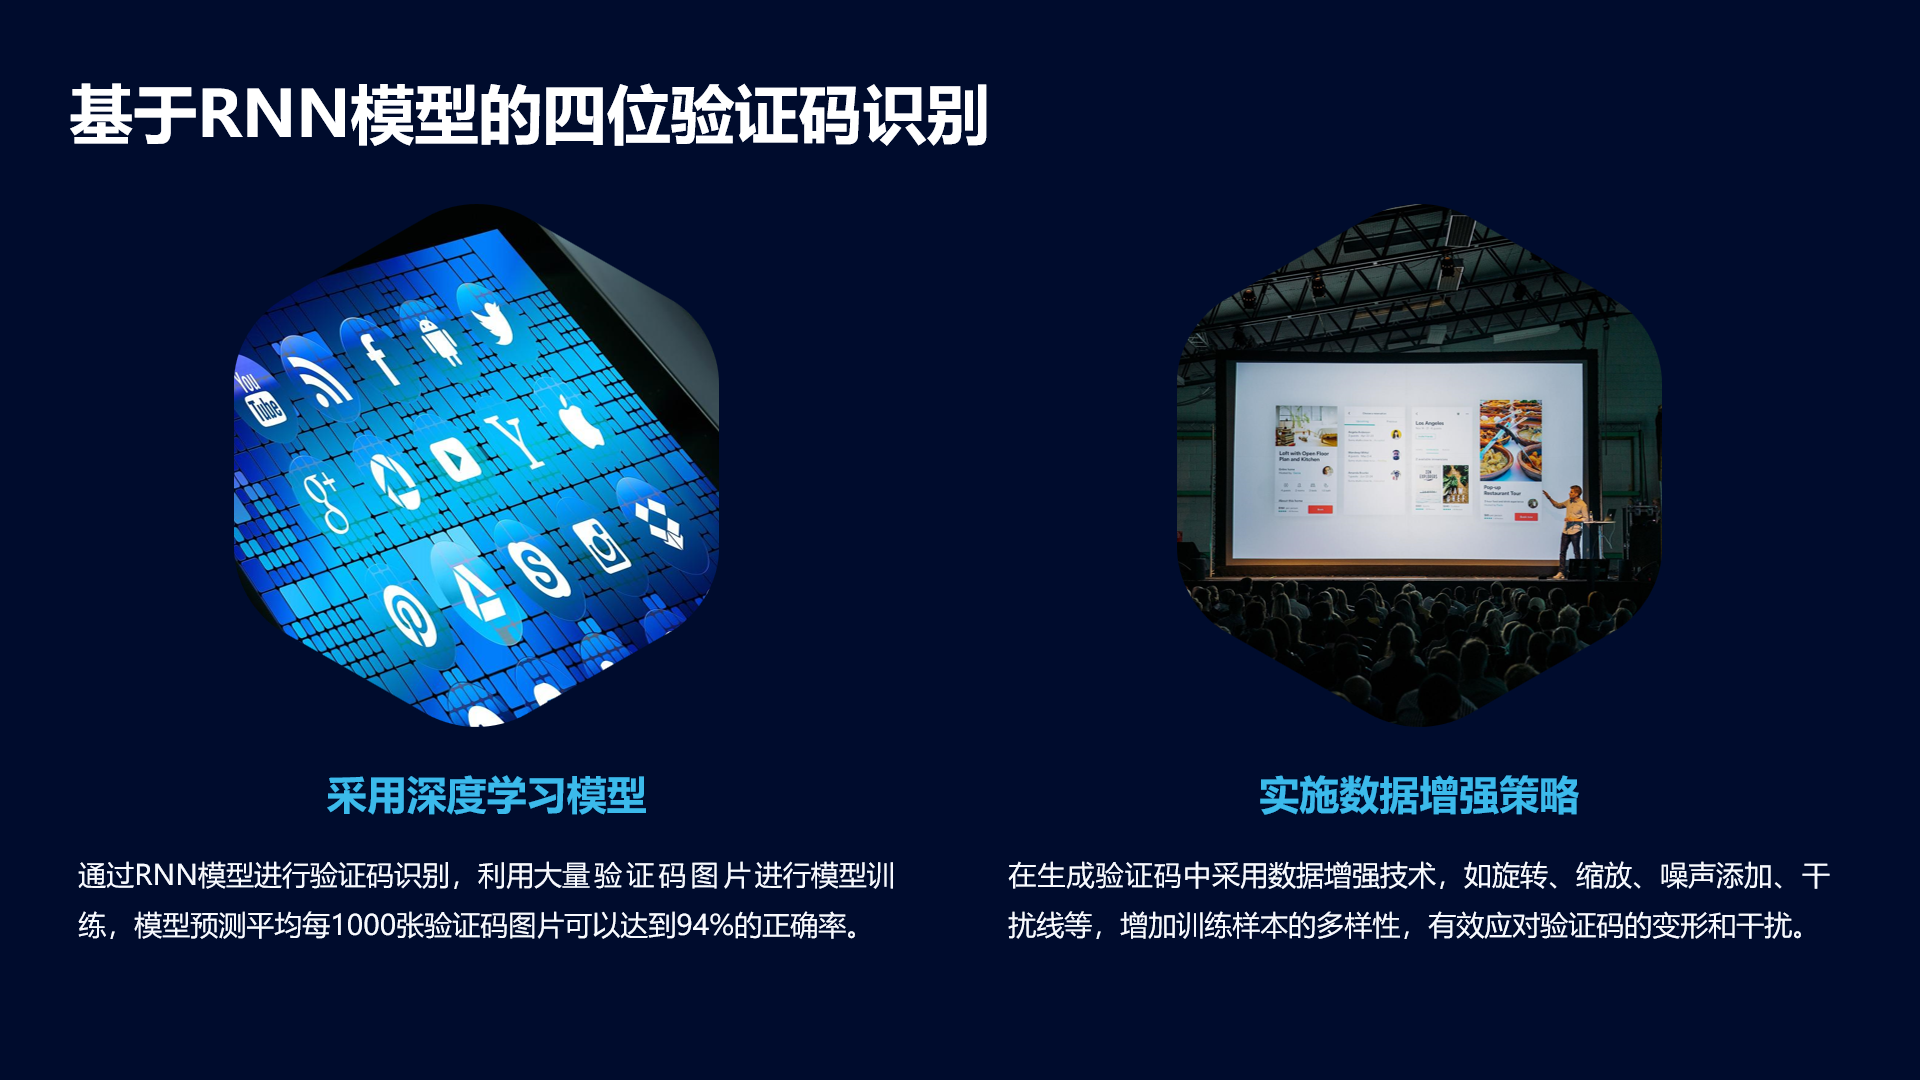 基于RNN模型的四位验证码识别
You
Tube
g+
Left with Open Floor
Plan and Kitchen
Los Angeles
Pop-up
Restaurant Tour
采用深度学习模型
实施数据增强策略
通过RNN模型进行验证码识别，利用大量验证码图片进行模型训
练，模型预测平均每1000张验证码图片可以达到94%的正确率。
在生成验证码中采用数据增强技术，如旋转、缩放、噪声添加、干
扰线等，增加训练样本的多样性，有效应对验证码的变形和干扰。